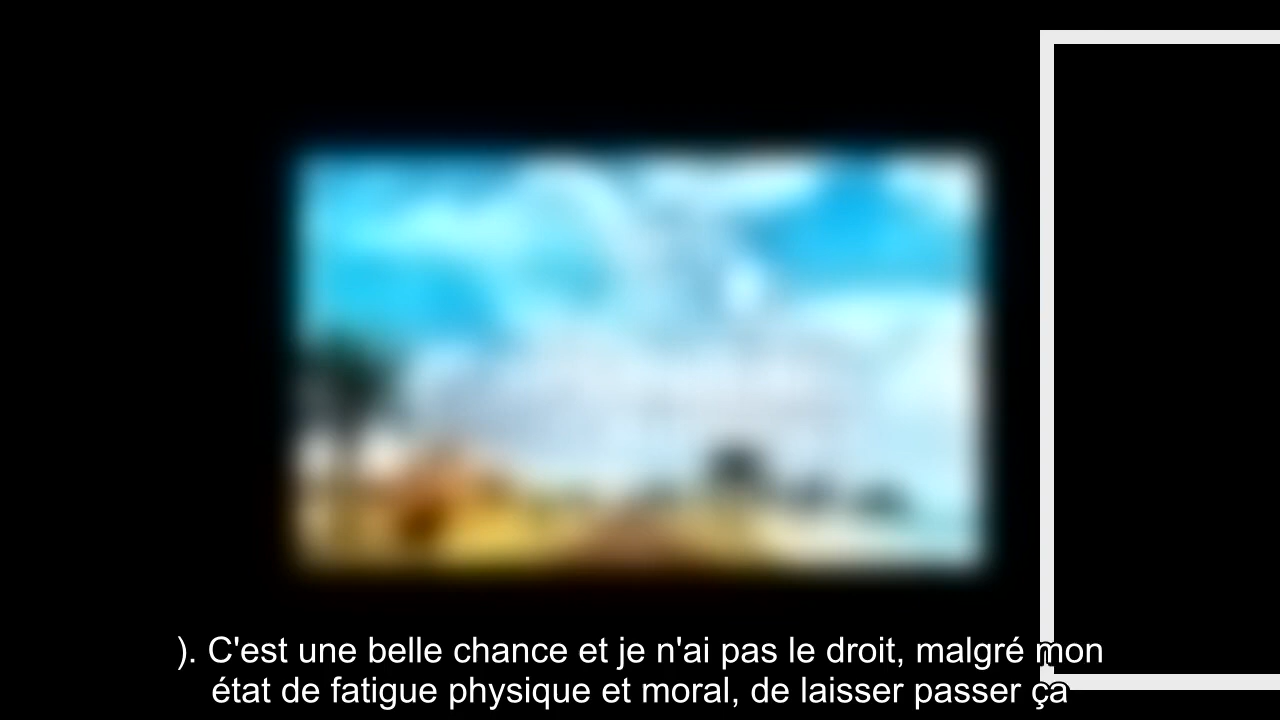 ). C'est une belle chance et je n'ai pas le droit, malgré mon
état de fatigue physique et moral, de laisser passer ça